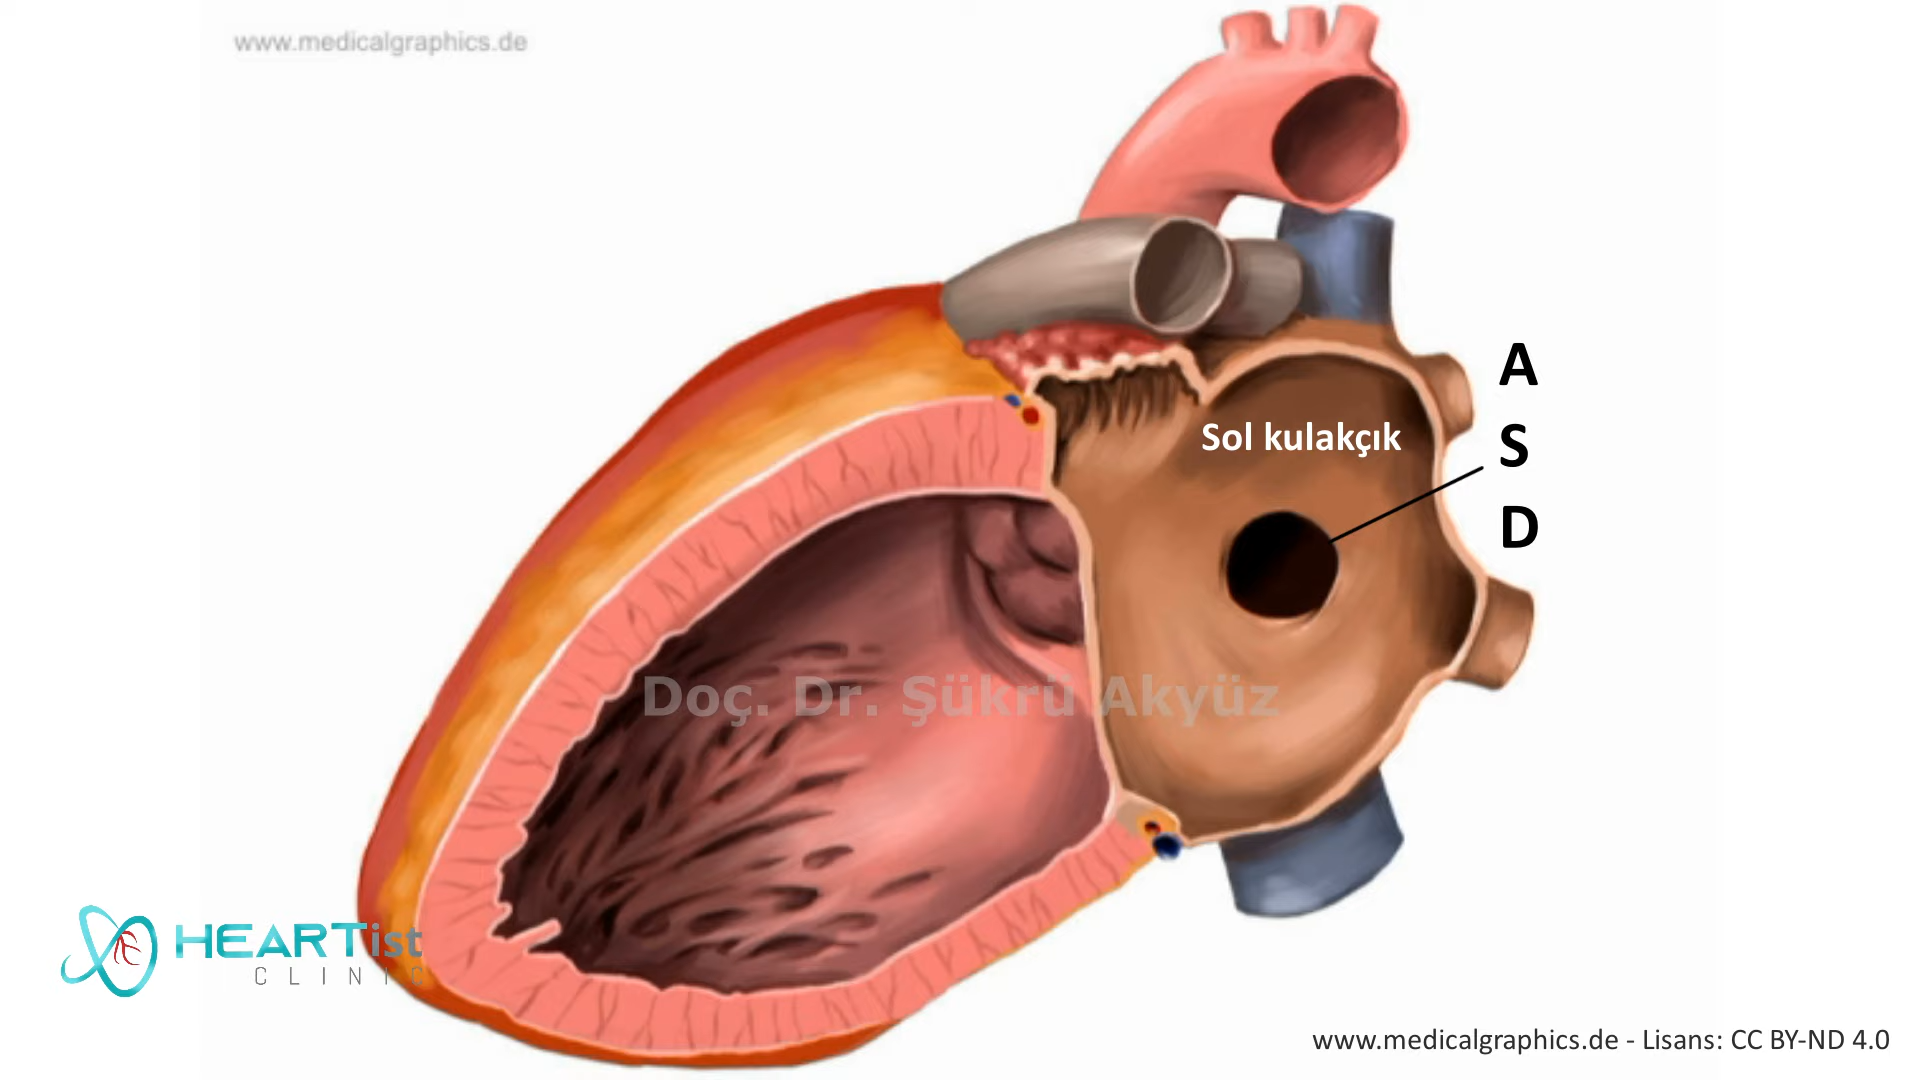 www.medicalgraphics.de
A
S
D
Sol kulakçık
Doç. Dr. Şükrü Akyüz
HEARTist
CLINIC
www.medicalgraphics.de - Lisans: CC BY-ND 4.0